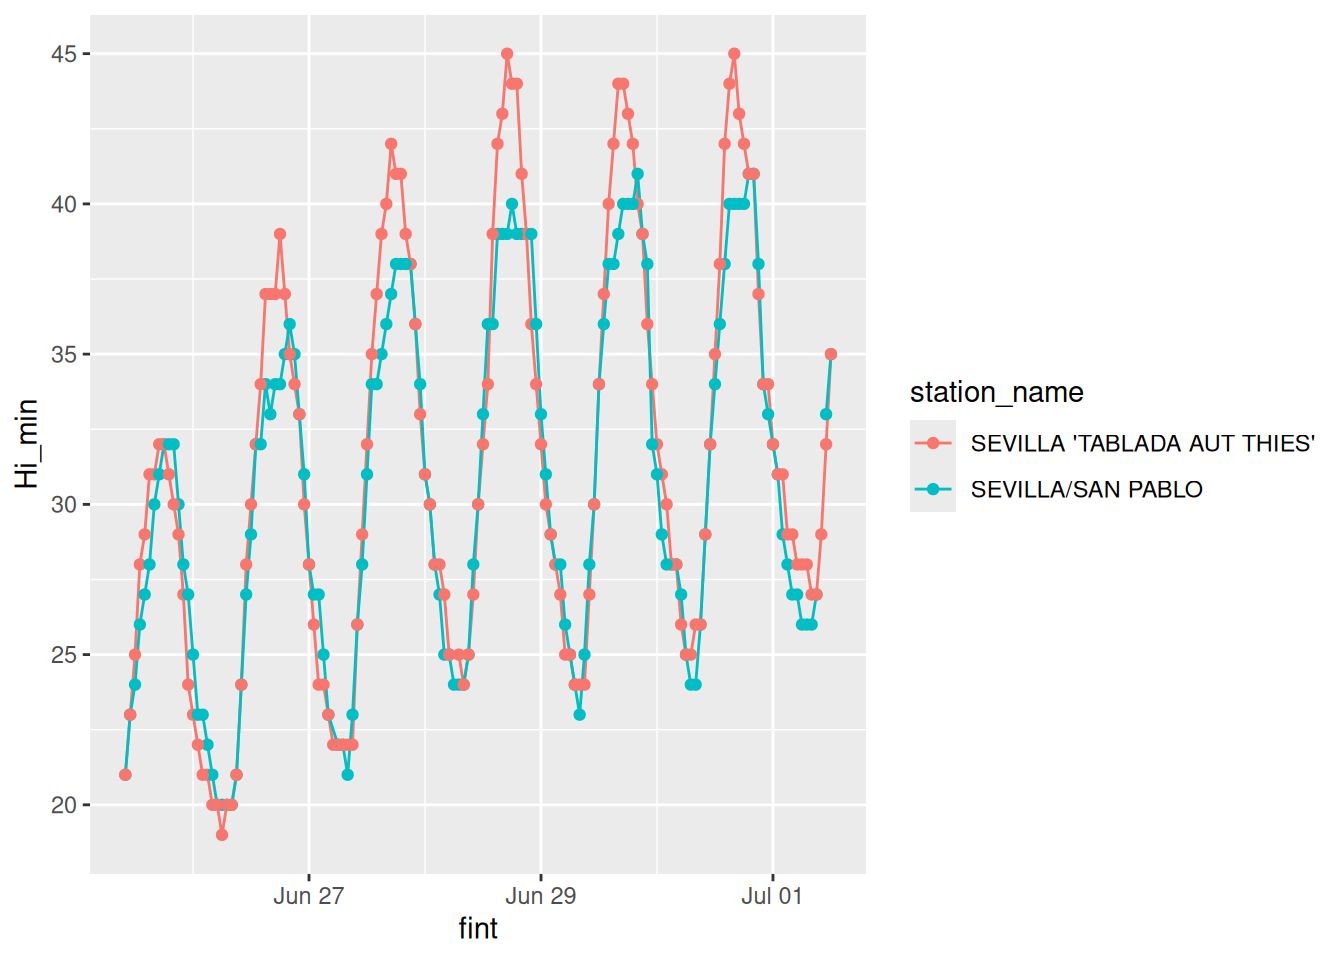 45
40
35
30
25
20
Hi_min
Jun 27
Jun 29
Jul 01
fint
station_name
SEVILLA 'TABLADA AUT THIES'
SEVILLA/SAN PABLO